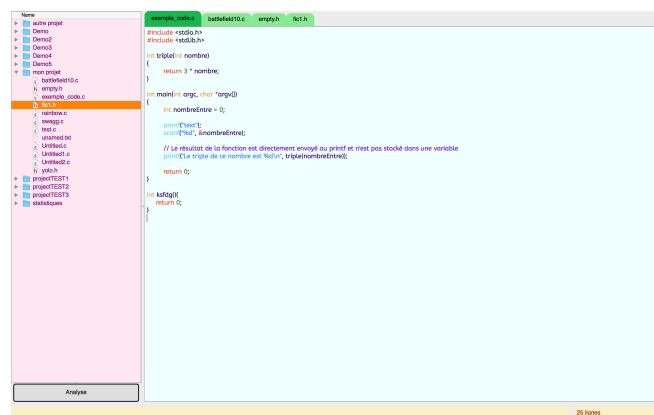 Name
autre projet
Demo
Demo2
Demo3
Demo4
Demo5
mon projet
battlefield10.c
empty.h
example_code.c
fic1.h
rainbow.c
swagg.c
test.c
unamed.txt
Untitled.c
Untitled1.c
Untitled2.c
yolo.h
projectTEST1
projectTEST2
projectTEST3
statistiques
Analyse
example_code.c battlefield10.c empty.h fic1.h
#include <stdio.h>
#include <stdlib.h>
int triple(int nombre)
{
return 3 * nombre;
}
int main(int argc, char *argv[])
{
int nombreEntre = 0;
printf("text");
scanf("%d", &nombreEntre);
// Le résultat de la fonction est directement envoyé au printf et n'est pas stocké dans une variable
printf("Le triple de ce nombre est %d\n", triple(nombreEntre));
return 0;
}
int ksfdg(){
return 0;
}
25 lignes